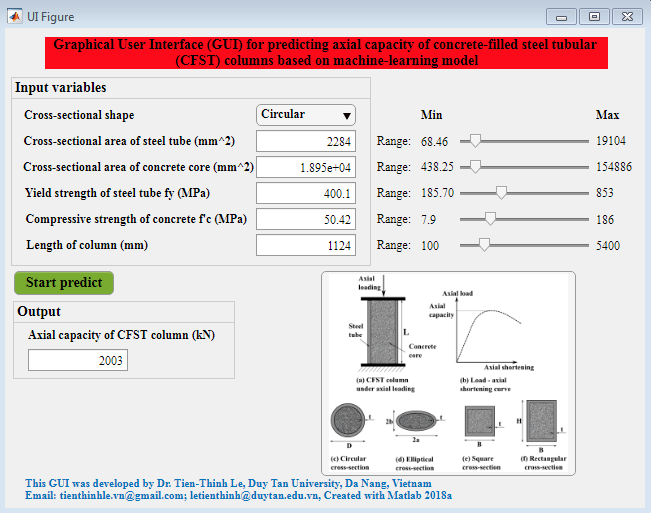 UI Figure
Graphical User Interface (GUI) for predicting axial capacity of concrete-filled steel tubular
(CFST) columns based on machine-learning model
Input variables
Cross-sectional shape Circular Min Max
Cross-sectional area of steel tube (mm^2) 2284 Range: 68.46 19104
Cross-sectional area of concrete core (mm^2) 1.895e+04 Range: 438.25 154886
Yield strength of steel tube fy (MPa) 400.1 Range: 185.70 853
Compressive strength of concrete f'c (MPa) 50.42 Range: 7.9 186
Length of column (mm) 1124 Range: 100 5400
Start predict
Output
Axial capacity of CFST column (kN)
2003
Axial
loading
Steel
tube
L
Concrete
core
(a) CFST column
under axial loading
Axial load
Axial
capacity
Axial shortening
(b) Load - axial
shortening curve
t
D
(c) Circular
cross-section
2b
t
2a
(d) Elliptical
cross-section
t
B
(e) Square
cross-section
H
t
B
(f) Rectangular
cross-section
This GUI was developed by Dr. Tien-Thinh Le, Duy Tan University, Da Nang, Vietnam
Email: tienthinhle.vn@gmail.com; letienthinh@duytan.edu.vn, Created with Matlab 2018a